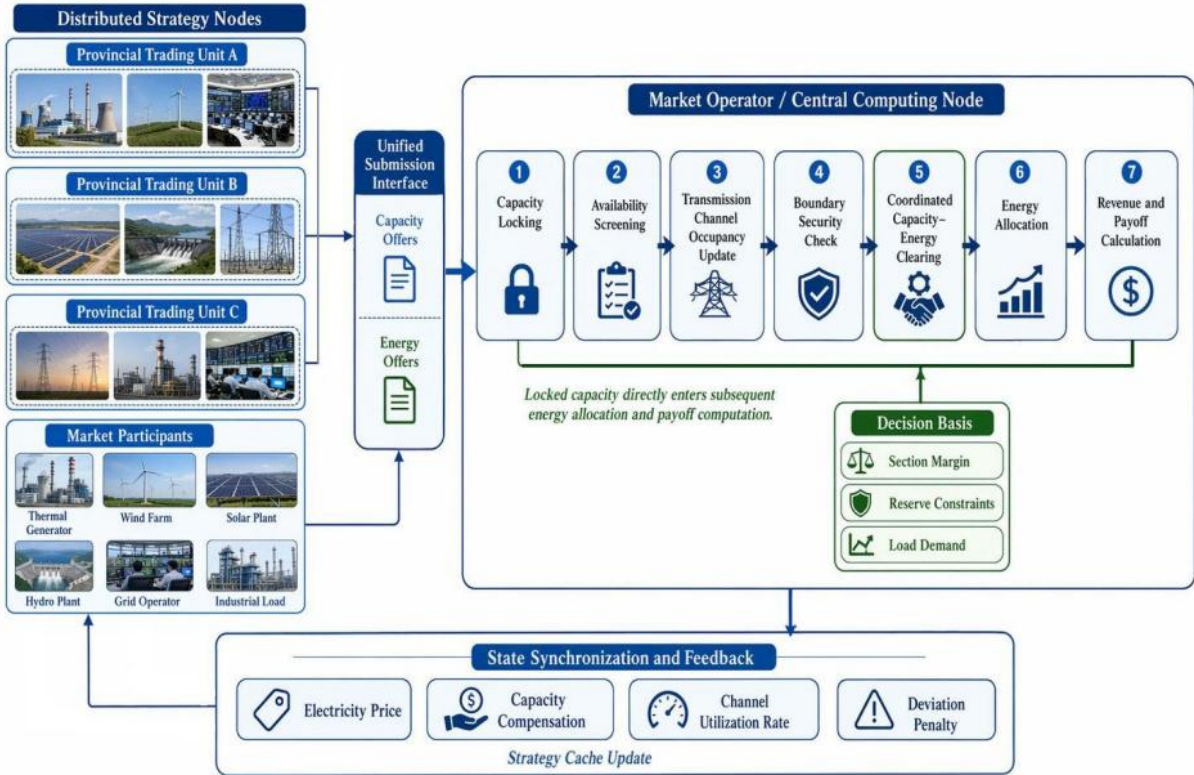 Distributed Strategy Nodes
Provincial Trading Unit A
Provincial Trading Unit B
Provincial Trading Unit C
Market Participants
Thermal
Generator
Wind Farm
Solar Plant
Hydro Plant
Grid Operator
Industrial Load
Unified
Submission
Interface
Capacity
Offers
Energy
Offers
Market Operator / Central Computing Node
1
Capacity
Locking
2
Availability
Screening
3
Transmission
Channel
Occupancy
Update
4
Boundary
Security
Check
5
Coordinated
Capacity–
Energy
Clearing
6
Energy
Allocation
7
Revenue and
Payoff
Calculation
$
Locked capacity directly enters subsequent
energy allocation and payoff computation.
Decision Basis
Section Margin
Reserve Constraints
Load Demand
State Synchronization and Feedback
Electricity Price
$
Capacity
Compensation
Channel
Utilization Rate
Deviation
Penalty
Strategy Cache Update